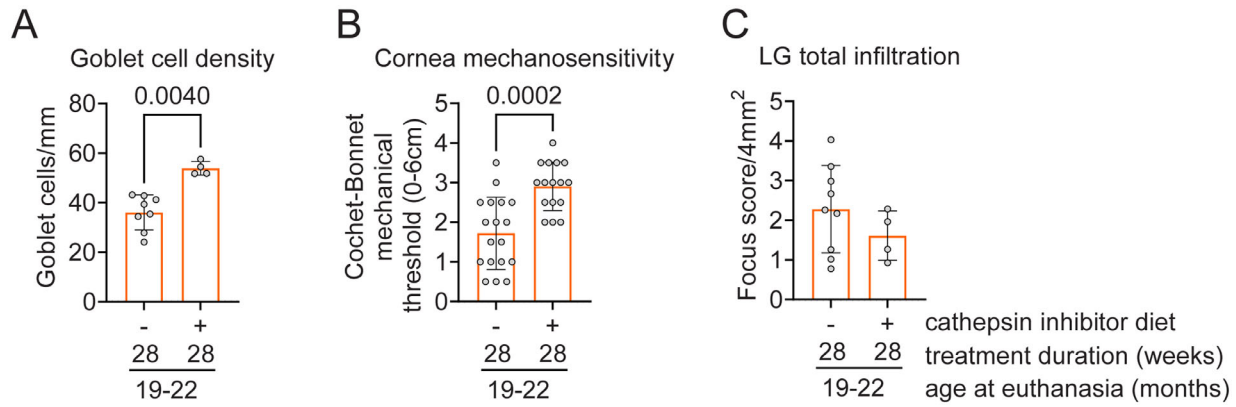 A
Goblet cell density
0.0040
Goblet cells/mm
80
60
40
20
0
- +
28 28
19-22
B
Cornea mechanosensitivity
0.0002
Cochet-Bonnet
mechanical
threshold (0-6cm)
5
4
3
2
1
0
- +
28 28
19-22
C
LG total infiltration
Focus score/4mm²
5
4
3
2
1
0
- + cathepsin inhibitor diet
28 28 treatment duration (weeks)
19-22 age at euthanasia (months)